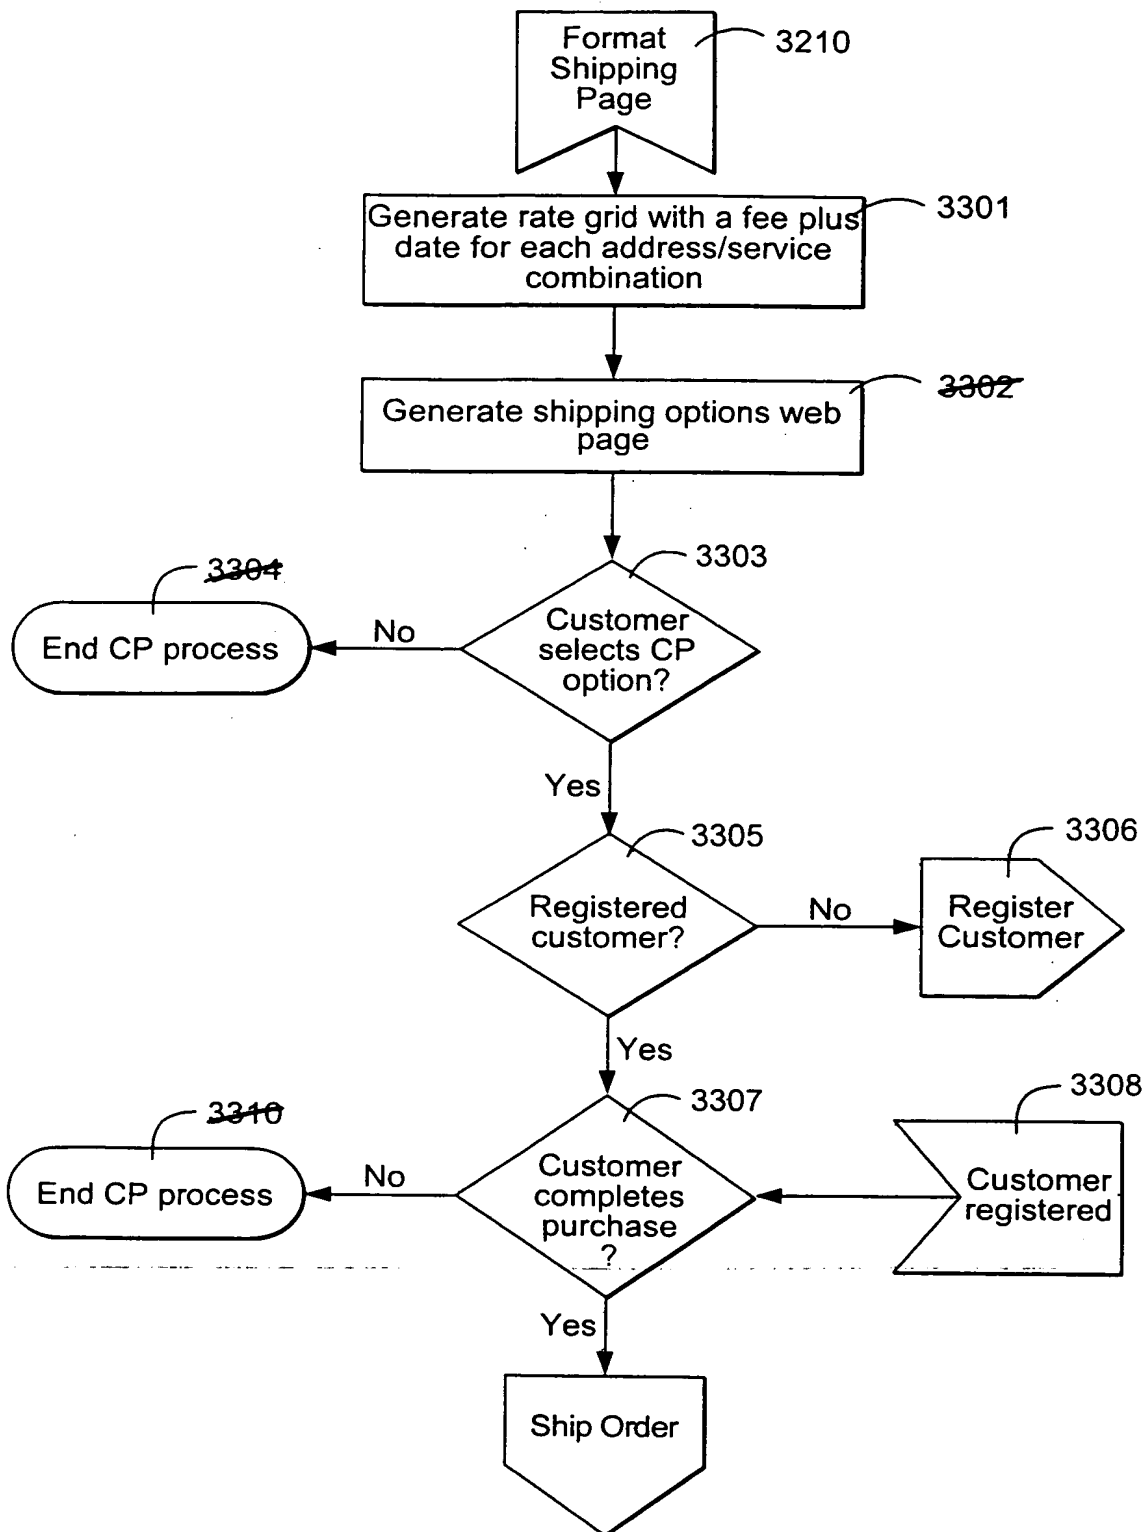 Format
Shipping
Page
3210
Generate rate grid with a fee plus
date for each address/service
combination
3301
Generate shipping options web
page
3302
3303
Customer
selects CP
option?
3304
End CP process
No
Yes
3305
Registered
customer?
No
3306
Register
Customer
Yes
3307
Customer
completes
purchase
?
3308
Customer
registered
3310
End CP process
No
Yes
Ship Order